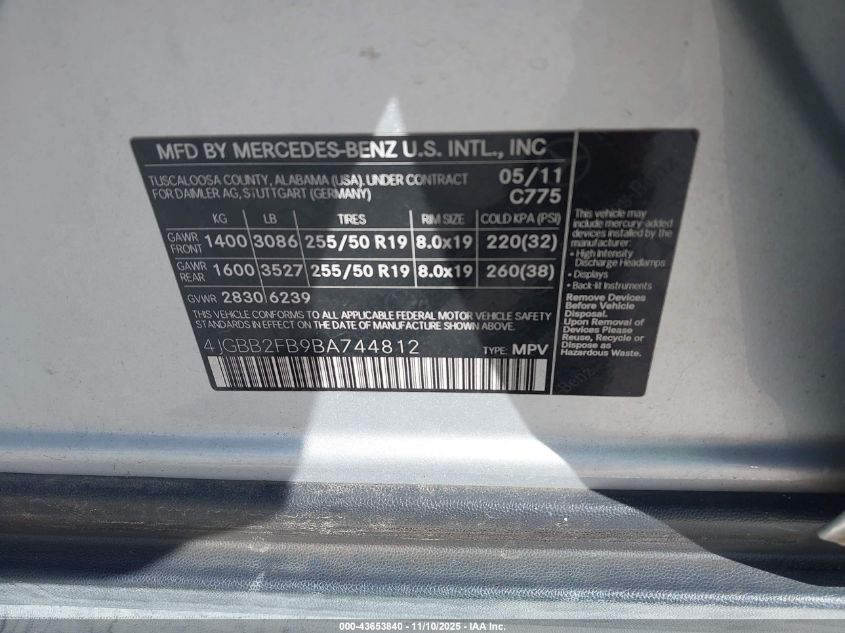 MFD BY MERCEDES-BENZ U.S. INTL., INC
TUSCALOOSA COUNTY, ALABAMA (USA), UNDER CONTRACT 05/11
FOR DAIMLER AG, STUTTGART (GERMANY) C775
KG LB TIRES RIM SIZE COLD KPA (PSI)
GAWR FRONT 1400 3086 255/50 R19 8.0x19 220(32)
GAWR REAR 1600 3527 255/50 R19 8.0x19 260(38)
GVWR 2830 6239
THIS VEHICLE CONFORMS TO ALL APPLICABLE FEDERAL MOTOR VEHICLE SAFETY
STANDARDS IN EFFECT ON THE DATE OF MANUFACTURE SHOWN ABOVE.
4JGBB2FB9BA744812 TYPE: MPV
This vehicle may
include mercury-added
devices installed by the
manufacturer:
• High Intensity
Discharge Headlamps
• Displays
• Back-lit Instruments
Remove Devices
Before Vehicle
Disposal.
Upon Removal of
Devices Please
Reuse, Recycle or
Dispose as
Hazardous Waste.
000-43653840 - 11/10/2025 - IAA Inc.